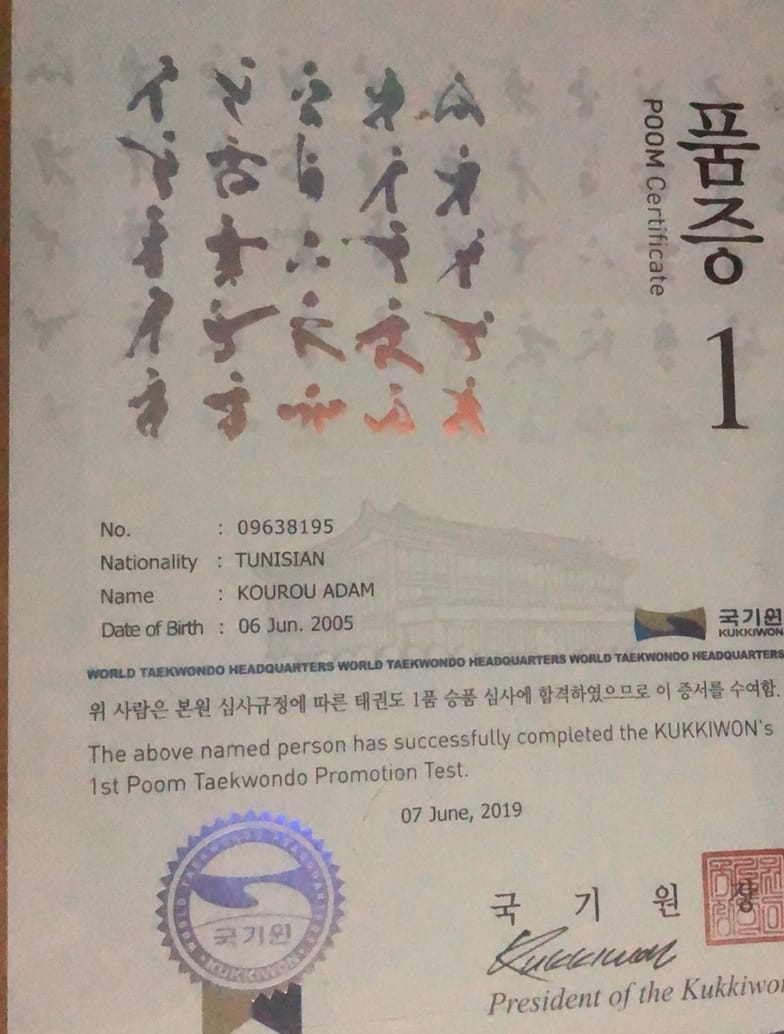 품증
POOM Certificate
1
No. : 09638195
Nationality : TUNISIAN
Name : KOUROU ADAM
Date of Birth : 06 Jun. 2005
국기원
KUKKIWON
WORLD TAEKWONDO HEADQUARTERS WORLD TAEKWONDO HEADQUARTERS WORLD TAEKWONDO HEADQUARTERS
위 사람은 본원 심사규정에 따른 태권도 1품 승품 심사에 합격하였으므로 이 증서를 수여함.
The above named person has successfully completed the KUKKIWON's
1st Poom Taekwondo Promotion Test.
07 June, 2019
WORLD TAEKWONDO HEADQUARTERS
국기원
KUKKIWON
국 기 원 장
Kukkiwon
President of the Kukkiwon